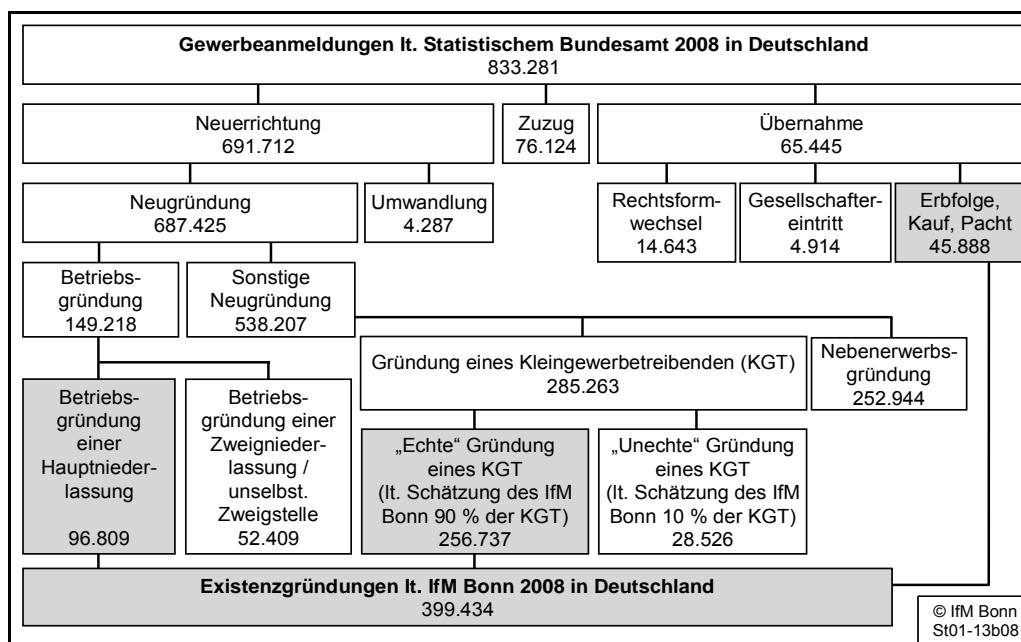 Gewerbeanmeldungen lt. Statistischem Bundesamt 2008 in Deutschland
833.281
Neuerrichtung
691.712
Zuzug
76.124
Übernahme
65.445
Neugründung
687.425
Umwandlung
4.287
Rechtsform-
wechsel
14.643
Gesellschafter-
eintritt
4.914
Erbfolge,
Kauf, Pacht
45.888
Betriebs-
gründung
149.218
Sonstige
Neugründung
538.207
Gründung eines Kleingewerbetreibenden (KGT)
285.263
Nebenerwerbs-
gründung
252.944
Betriebs-
gründung
einer
Hauptnieder-
lassung
96.809
Betriebs-
gründung einer
Zweignieder-
lassung /
unselbst.
Zweigstelle
52.409
„Echte“ Gründung
eines KGT
(lt. Schätzung des IfM
Bonn 90 % der KGT)
256.737
„Unechte“ Gründung
eines KGT
(lt. Schätzung des IfM
Bonn 10 % der KGT)
28.526
Existenzgründungen lt. IfM Bonn 2008 in Deutschland
399.434
© IfM Bonn
St01-13b08